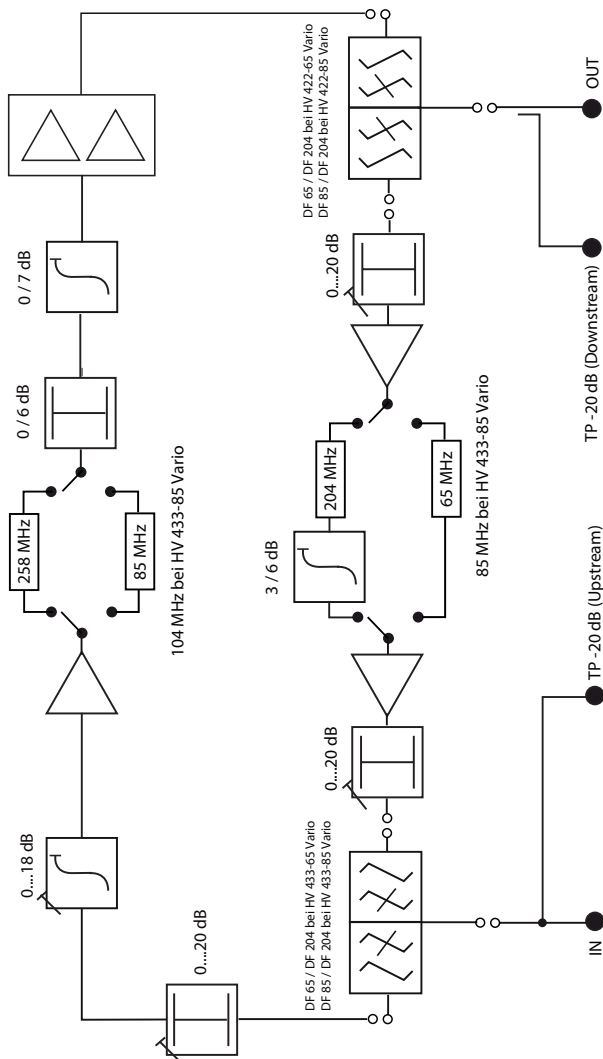 0....18 dB
0 / 6 dB
0 / 7 dB
258 MHz
85 MHz
104 MHz bei HV 433-85 Vario
0....20 dB
3 / 6 dB
DF 65 / DF 204 bei HV 433-65 Vario
DF 85 / DF 204 bei HV 433-85 Vario
DF 65 / DF 204 bei HV 422-65 Vario
DF 85 / DF 204 bei HV 422-85 Vario
0....20 dB
204 MHz
0....20 dB
65 MHz
85 MHz bei HV 433-85 Vario
IN
TP -20 dB (Upstream)
TP -20 dB (Downstream)
OUT